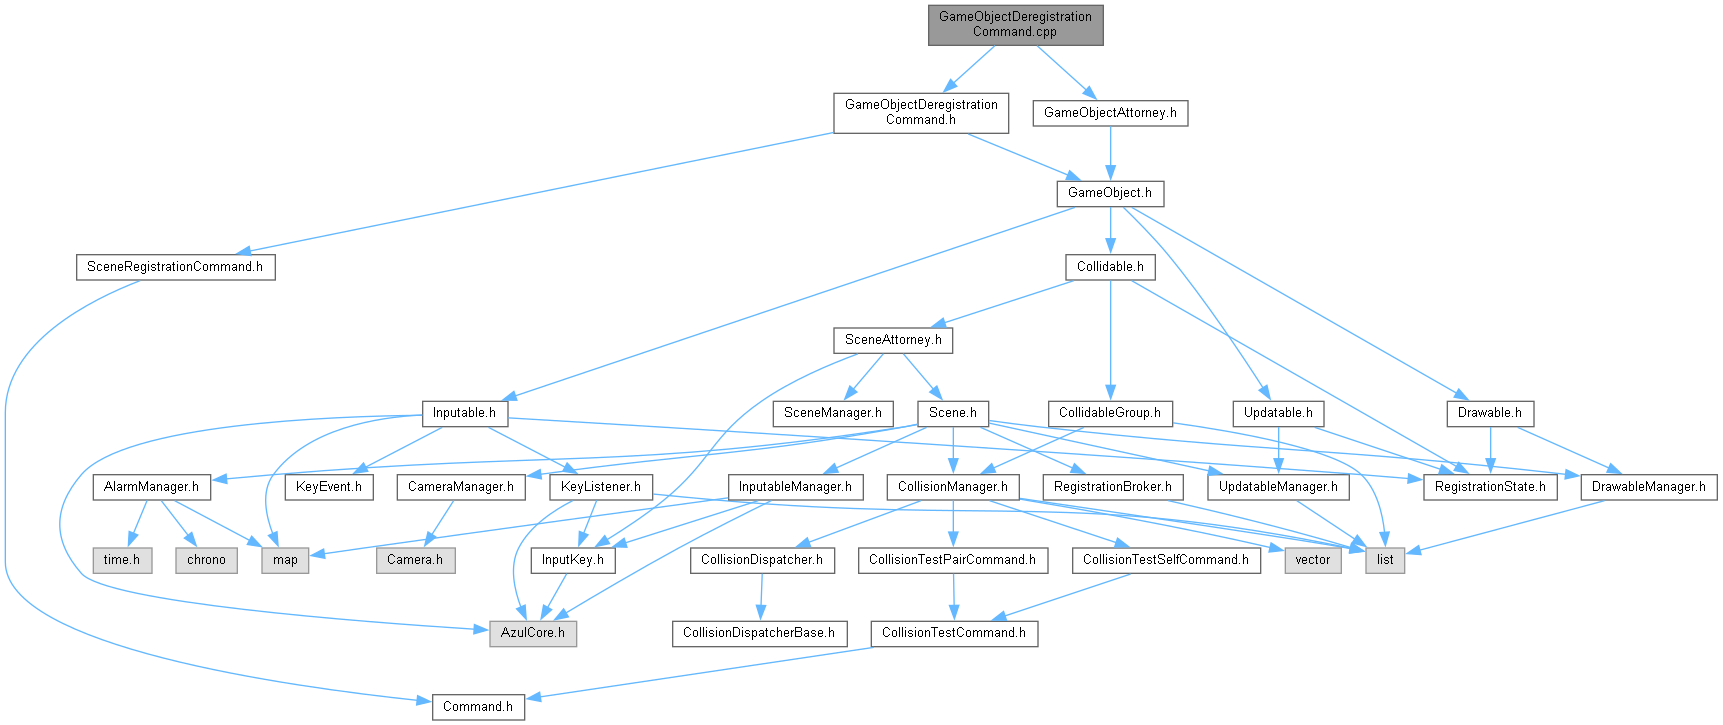 GameObjectDeregistration
Command.cpp
GameObjectDeregistration
Command.h
GameObjectAttorney.h
GameObject.h
SceneRegistrationCommand.h
Collidable.h
SceneAttorney.h
Inputable.h
SceneManager.h
Scene.h
CollidableGroup.h
Updatable.h
Drawable.h
AlarmManager.h
KeyEvent.h
CameraManager.h
KeyListener.h
InputableManager.h
CollisionManager.h
RegistrationBroker.h
UpdatableManager.h
RegistrationState.h
DrawableManager.h
time.h
chrono
map
Camera.h
InputKey.h
CollisionDispatcher.h
CollisionTestPairCommand.h
CollisionTestSelfCommand.h
vector
list
AzulCore.h
CollisionDispatcherBase.h
CollisionTestCommand.h
Command.h